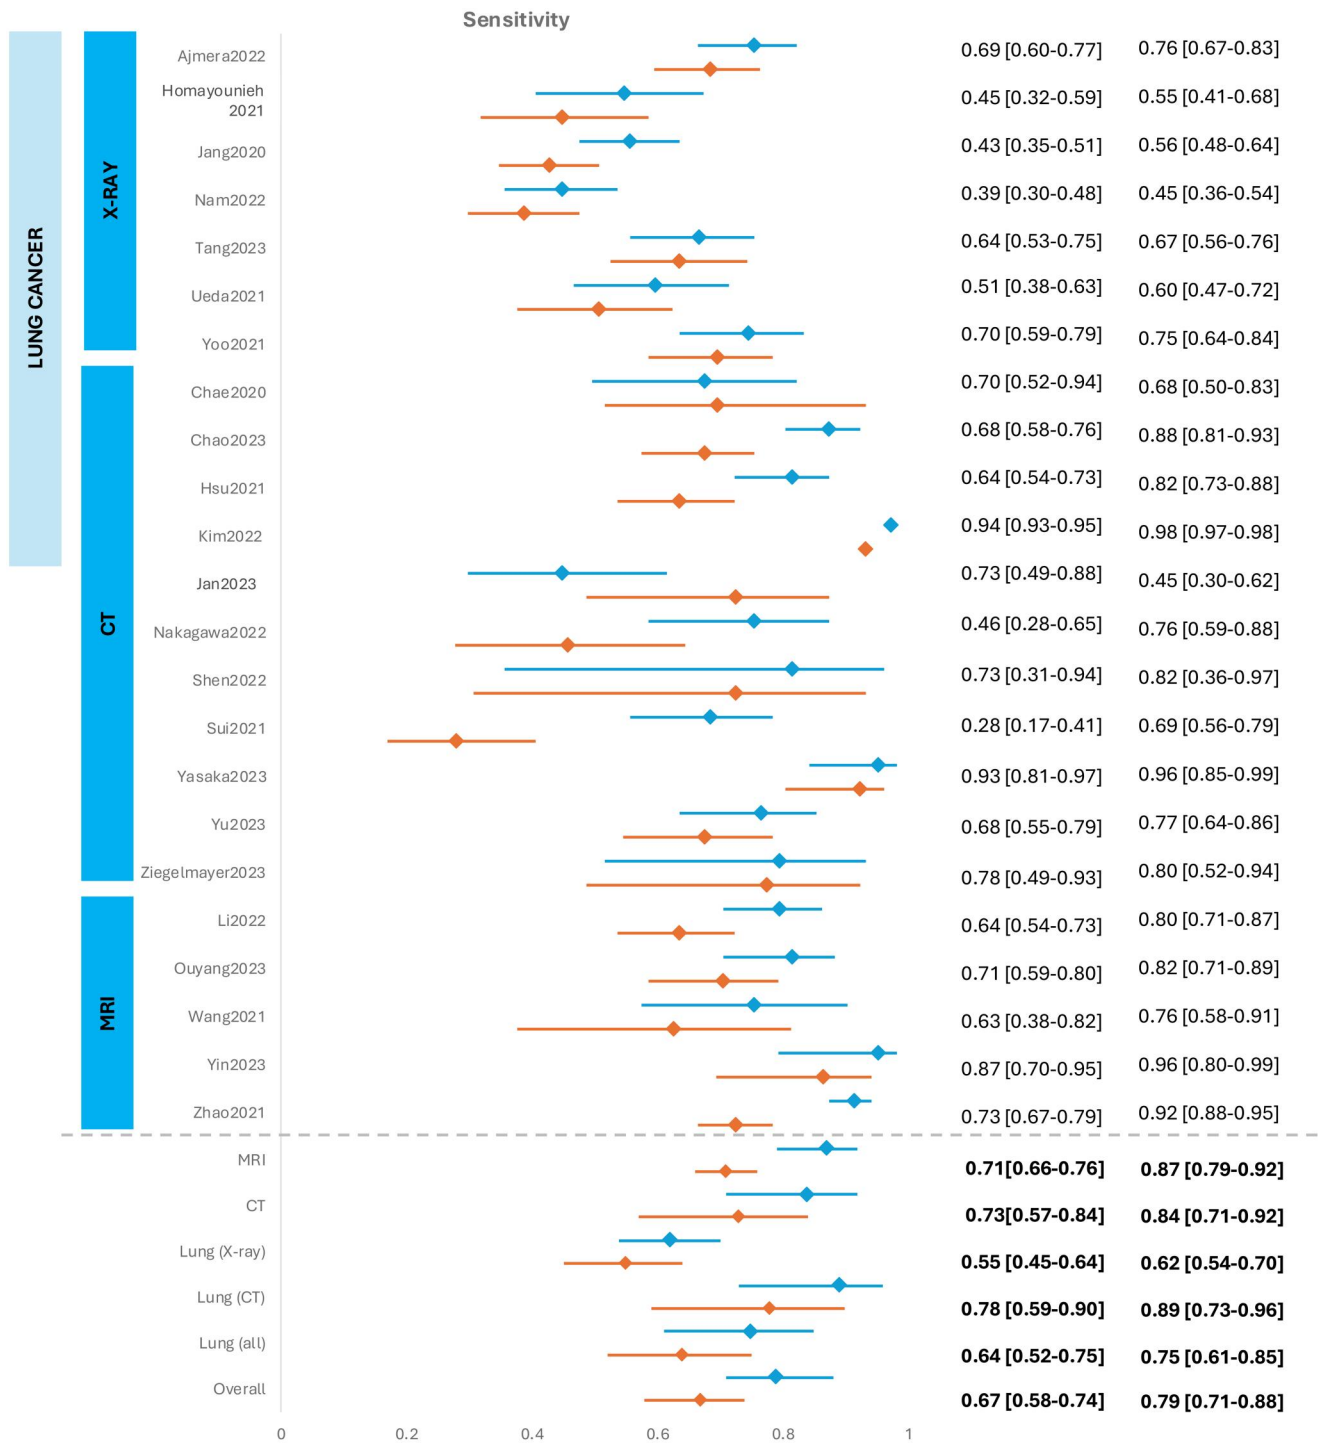 Sensitivity
LUNG CANCER
X-RAY
Ajmera2022 0.69 [0.60-0.77] 0.76 [0.67-0.83]
Homayounieh
2021 0.45 [0.32-0.59] 0.55 [0.41-0.68]
Jang2020 0.43 [0.35-0.51] 0.56 [0.48-0.64]
Nam2022 0.39 [0.30-0.48] 0.45 [0.36-0.54]
Tang2023 0.64 [0.53-0.75] 0.67 [0.56-0.76]
Ueda2021 0.51 [0.38-0.63] 0.60 [0.47-0.72]
Yoo2021 0.70 [0.59-0.79] 0.75 [0.64-0.84]
CT
Chae2020 0.70 [0.52-0.94] 0.68 [0.50-0.83]
Chao2023 0.68 [0.58-0.76] 0.88 [0.81-0.93]
Hsu2021 0.64 [0.54-0.73] 0.82 [0.73-0.88]
Kim2022 0.94 [0.93-0.95] 0.98 [0.97-0.98]
Jan2023 0.73 [0.49-0.88] 0.45 [0.30-0.62]
Nakagawa2022 0.46 [0.28-0.65] 0.76 [0.59-0.88]
Shen2022 0.73 [0.31-0.94] 0.82 [0.36-0.97]
Sui2021 0.28 [0.17-0.41] 0.69 [0.56-0.79]
Yasaka2023 0.93 [0.81-0.97] 0.96 [0.85-0.99]
Yu2023 0.68 [0.55-0.79] 0.77 [0.64-0.86]
Ziegelmayer2023 0.78 [0.49-0.93] 0.80 [0.52-0.94]
MRI
Li2022 0.64 [0.54-0.73] 0.80 [0.71-0.87]
Ouyang2023 0.71 [0.59-0.80] 0.82 [0.71-0.89]
Wang2021 0.63 [0.38-0.82] 0.76 [0.58-0.91]
Yin2023 0.87 [0.70-0.95] 0.96 [0.80-0.99]
Zhao2021 0.73 [0.67-0.79] 0.92 [0.88-0.95]
MRI 0.71[0.66-0.76] 0.87 [0.79-0.92]
CT 0.73[0.57-0.84] 0.84 [0.71-0.92]
Lung (X-ray) 0.55 [0.45-0.64] 0.62 [0.54-0.70]
Lung (CT) 0.78 [0.59-0.90] 0.89 [0.73-0.96]
Lung (all) 0.64 [0.52-0.75] 0.75 [0.61-0.85]
Overall 0.67 [0.58-0.74] 0.79 [0.71-0.88]
0 0.2 0.4 0.6 0.8 1